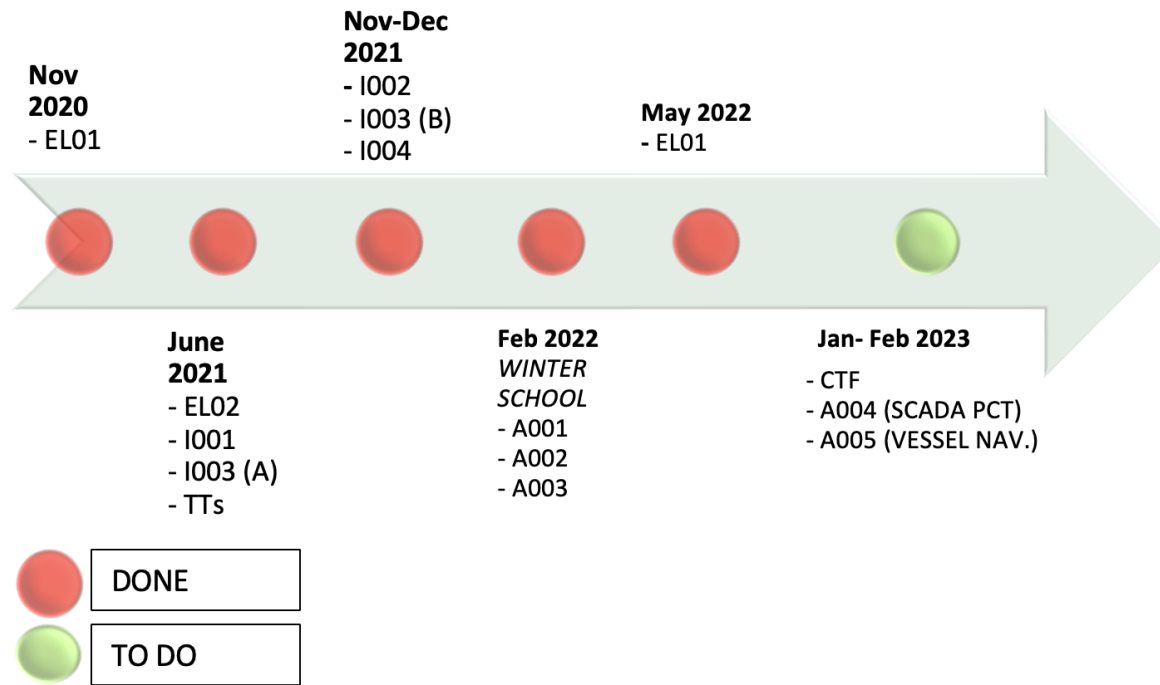 Nov
2020
- EL01
Nov-Dec
2021
- I002
- I003 (B)
- I004
May 2022
- EL01
June
2021
- EL02
- I001
- I003 (A)
- TTs
Feb 2022
WINTER
SCHOOL
- A001
- A002
- A003
Jan- Feb 2023
- CTF
- A004 (SCADA PCT)
- A005 (VESSEL NAV.)
DONE
TO DO